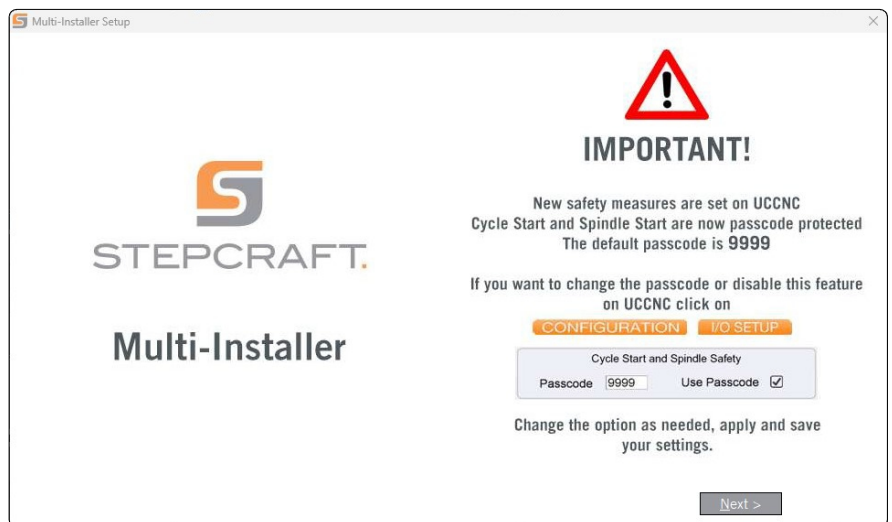 Multi-Installer Setup
STEPCRAFT.
Multi-Installer
IMPORTANT!
New safety measures are set on UCCNC
Cycle Start and Spindle Start are now passcode protected
The default passcode is 9999
If you want to change the passcode or disable this feature
on UCCNC click on
CONFIGURATION I/O SETUP
Cycle Start and Spindle Safety
Passcode 9999 Use Passcode
Change the option as needed, apply and save
your settings.
Next >